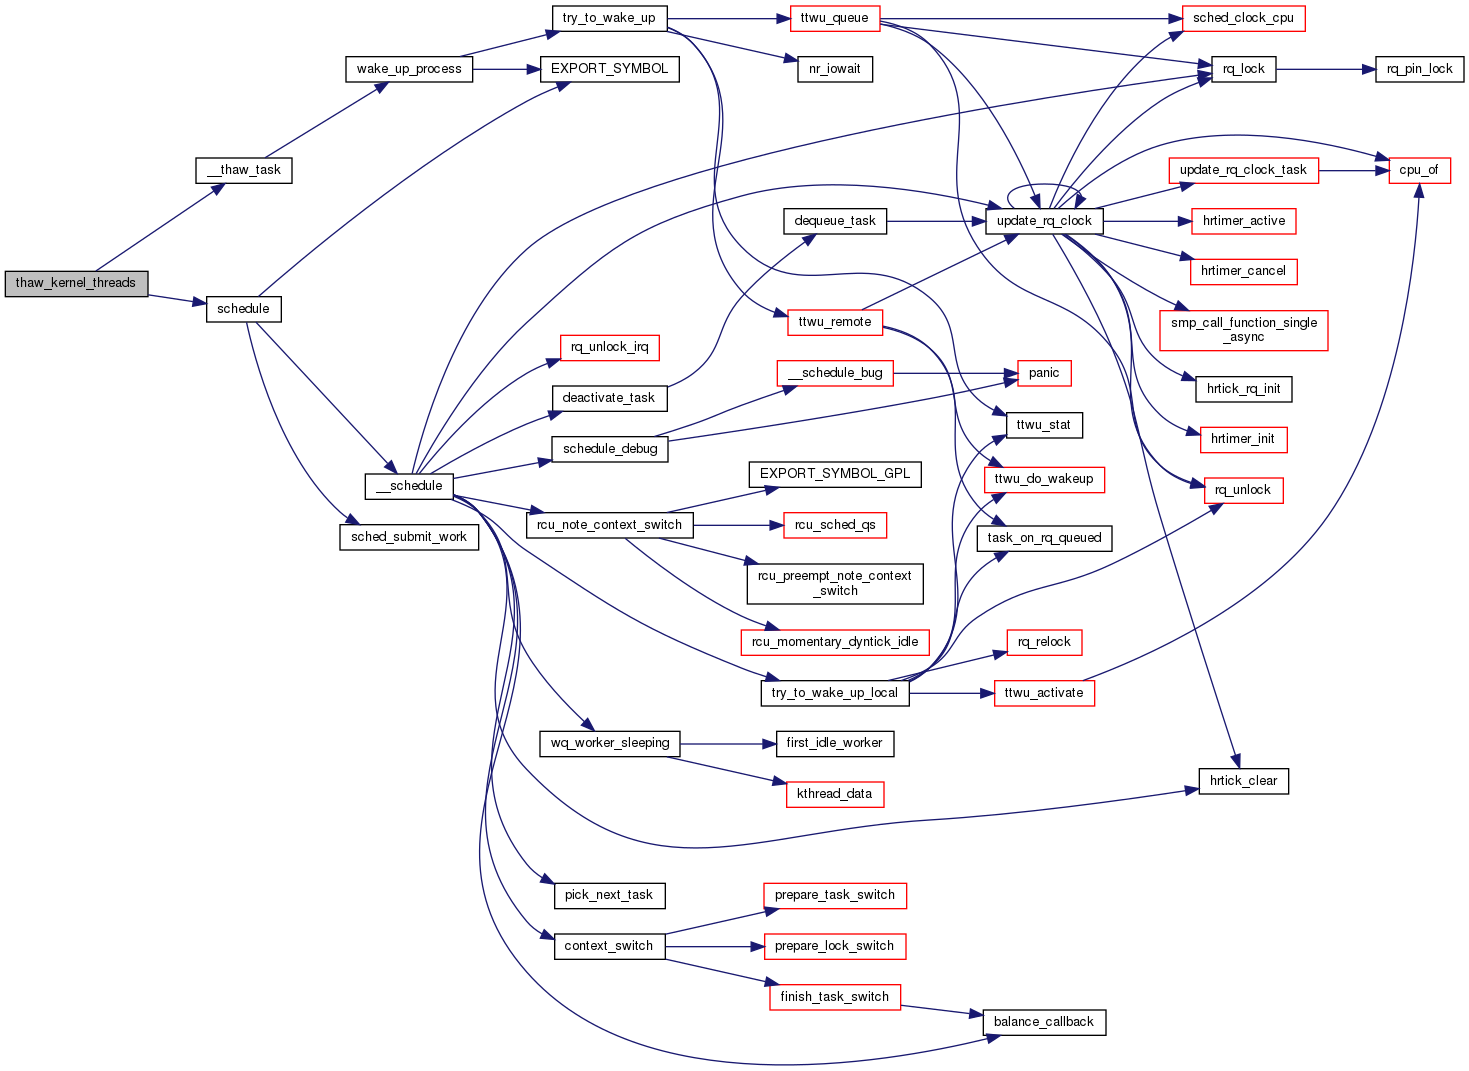 thaw_kernel_threads
__thaw_task
schedule
wake_up_process
__schedule
sched_submit_work
try_to_wake_up
EXPORT_SYMBOL
rq_unlock_irq
deactivate_task
schedule_debug
rcu_note_context_switch
wq_worker_sleeping
pick_next_task
context_switch
ttwu_queue
nr_iowait
dequeue_task
ttwu_remote
__schedule_bug
EXPORT_SYMBOL_GPL
rcu_sched_qs
rcu_preempt_note_context
_switch
rcu_momentary_dyntick_idle
try_to_wake_up_local
first_idle_worker
kthread_data
prepare_task_switch
prepare_lock_switch
finish_task_switch
update_rq_clock
panic
ttwu_stat
ttwu_do_wakeup
task_on_rq_queued
rq_relock
ttwu_activate
balance_callback
sched_clock_cpu
rq_lock
update_rq_clock_task
hrtimer_active
hrtimer_cancel
smp_call_function_single
_async
hrtick_rq_init
hrtimer_init
rq_unlock
hrtick_clear
rq_pin_lock
cpu_of